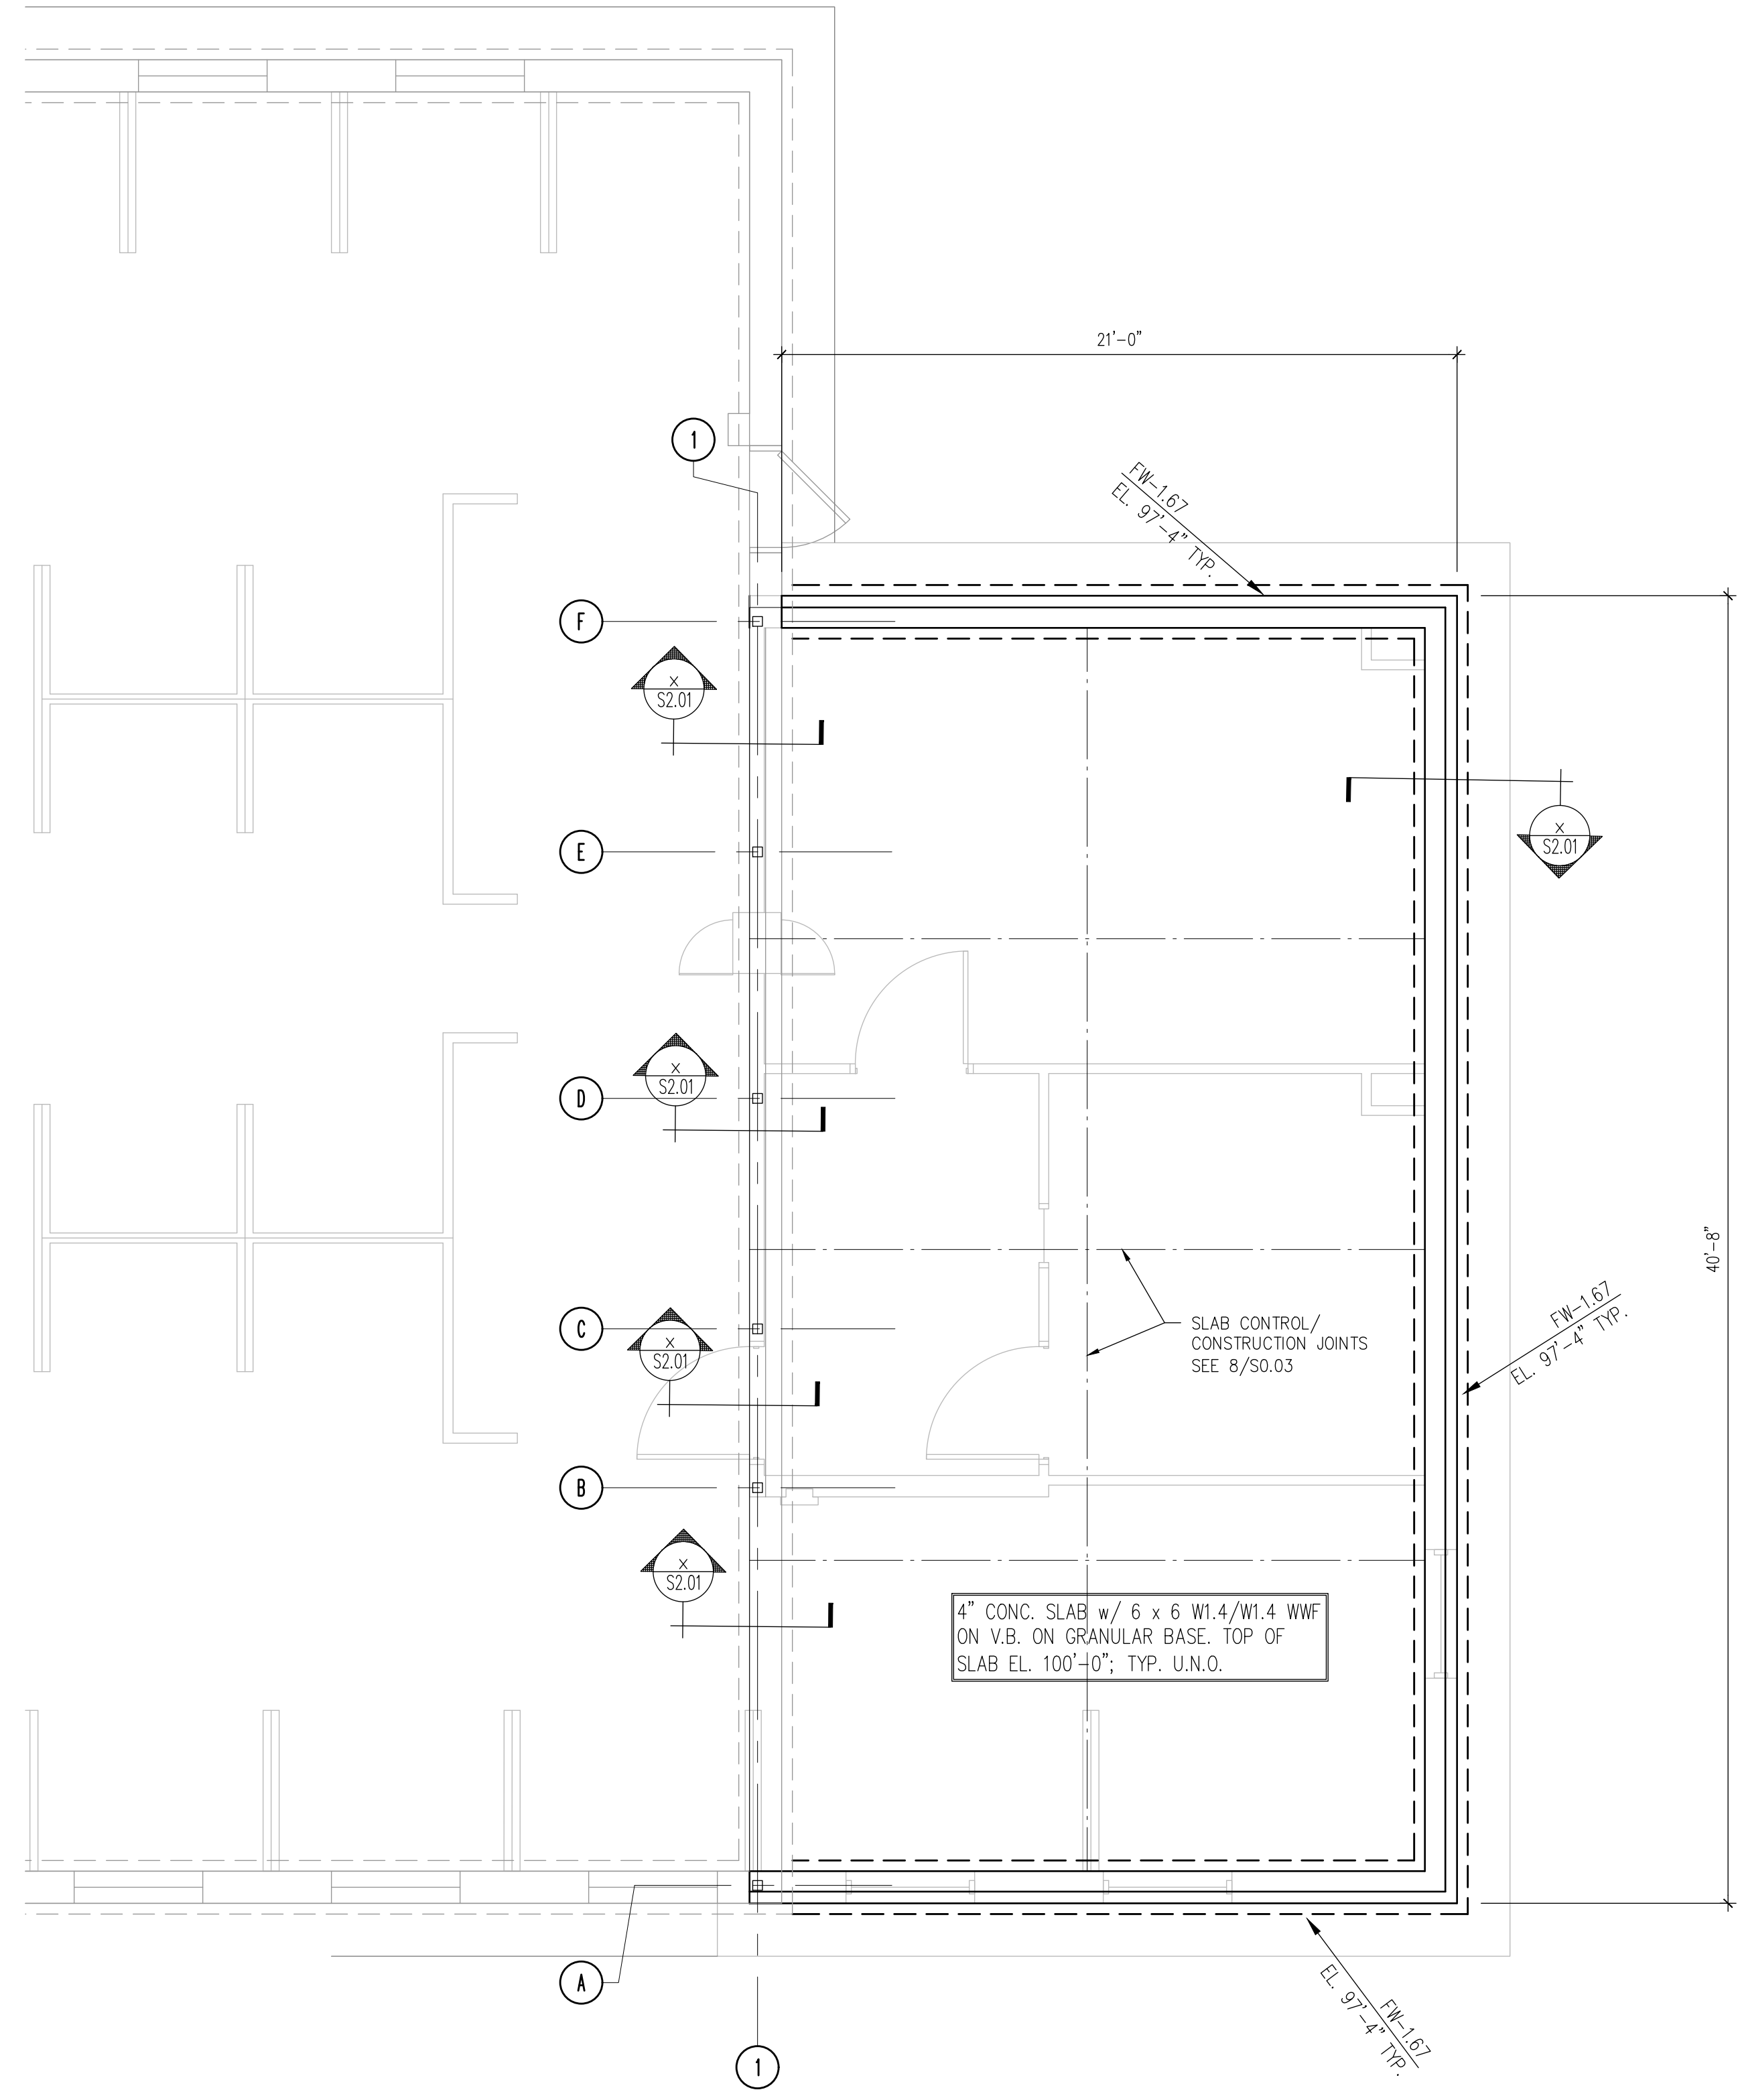 21'-0"
1
FW-1.67
EL. 97'-4" TYP.
F
X
S2.01
X
S2.01
E
X
S2.01
D
40'-8"
FW-1.67
EL. 97'-4" TYP.
C
X
S2.01
SLAB CONTROL/
CONSTRUCTION JOINTS
SEE 8/S0.03
B
X
S2.01
4" CONC. SLAB w/ 6 x 6 W1.4/W1.4 WWF
ON V.B. ON GRANULAR BASE. TOP OF
SLAB EL. 100'-0"; TYP. U.N.O.
A
FW-1.67
EL. 97'-4" TYP.
1